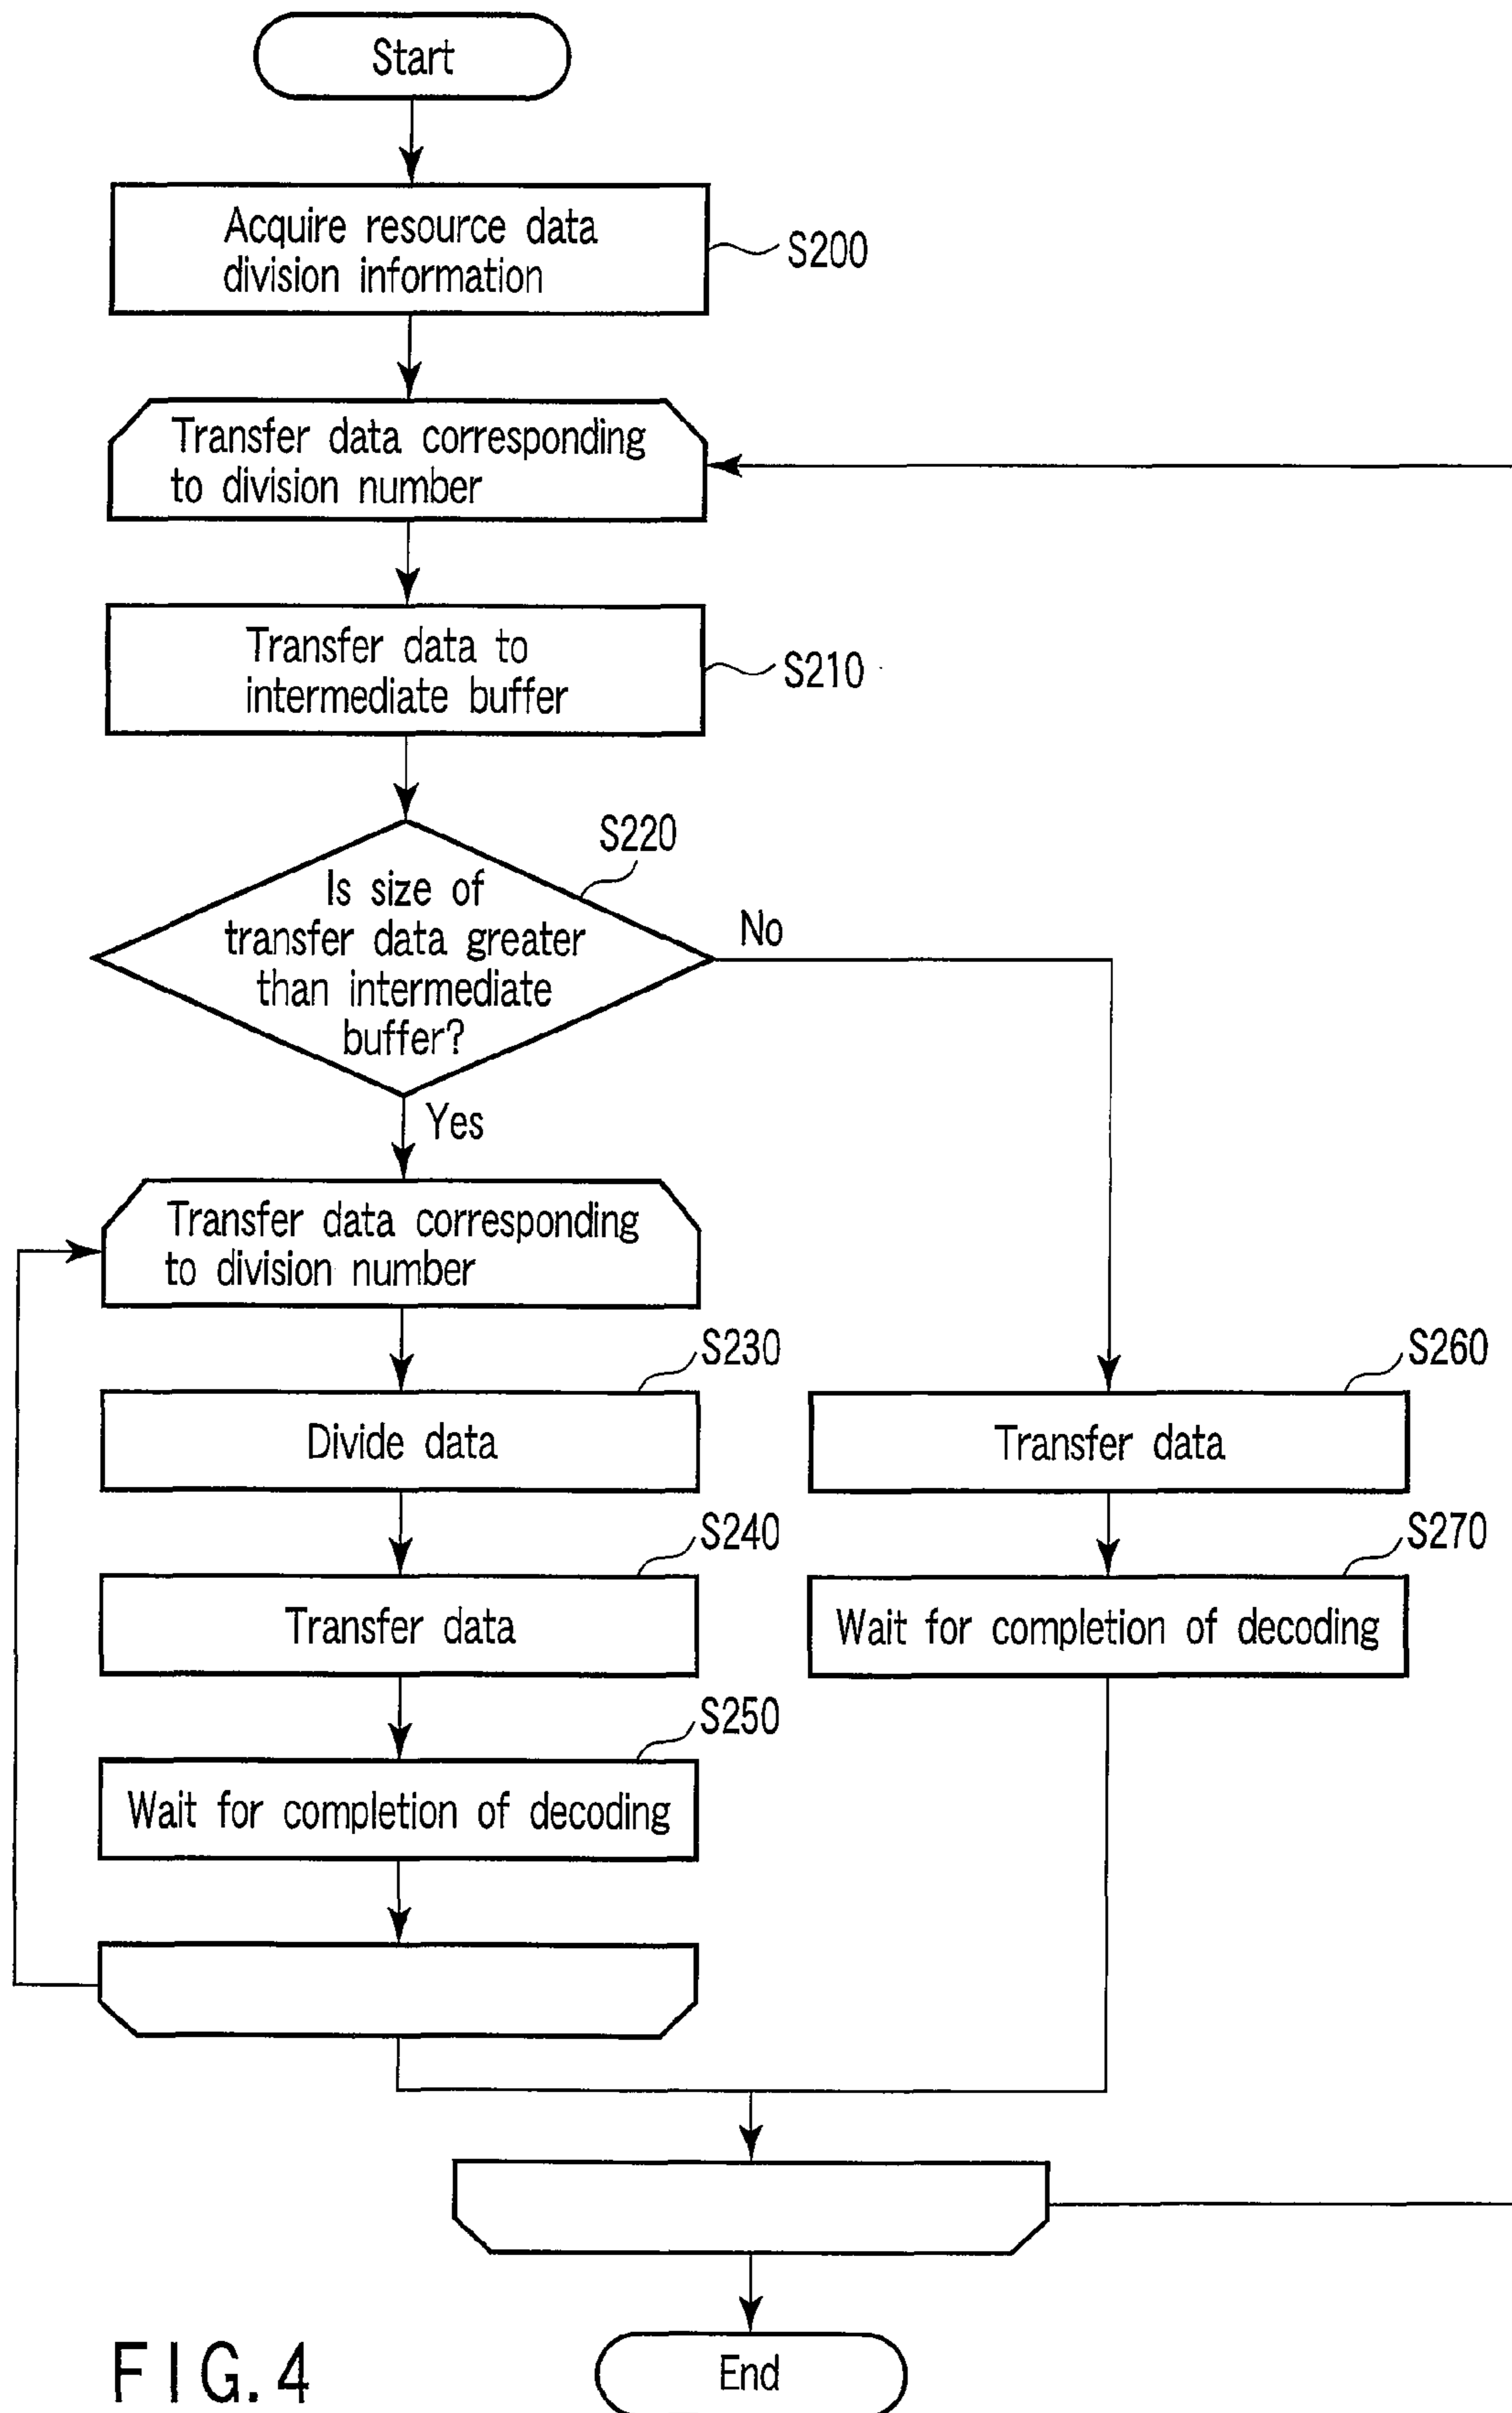 Start
Acquire resource data
division information
S200
Transfer data corresponding
to division number
Transfer data to
intermediate buffer
S210
S220
Is size of
transfer data greater
than intermediate
buffer?
No
Yes
Transfer data corresponding
to division number
S230
Divide data
S260
Transfer data
S240
Transfer data
S270
Wait for completion of decoding
S250
Wait for completion of decoding
End
FIG. 4